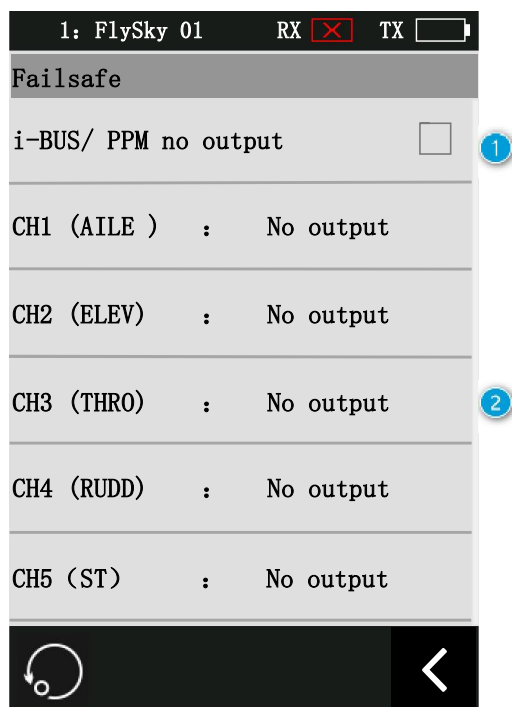 1: FlySky 01 RX TX
Failsafe
i-BUS/ PPM no output
1
CH1 (AILE ) : No output
CH2 (ELEV) : No output
CH3 (THRO) : No output
2
CH4 (RUDD) : No output
CH5 (ST) : No output